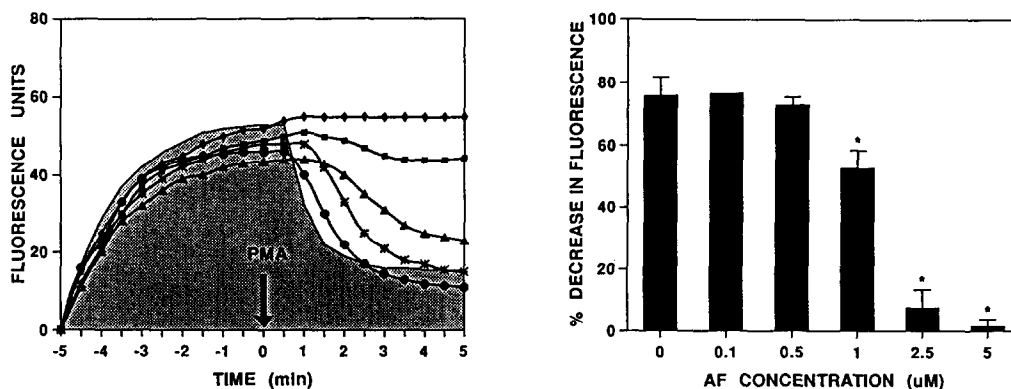 FLUORESCENCE UNITS
80
60
40
20
0
PMA
-5 -4 -3 -2 -1 0 1 2 3 4 5
TIME (min)
% DECREASE IN FLUORESCENCE
100
80
60
40
20
0
*
*
*
0 0.1 0.5 1 2.5 5
AF CONCENTRATION (uM)